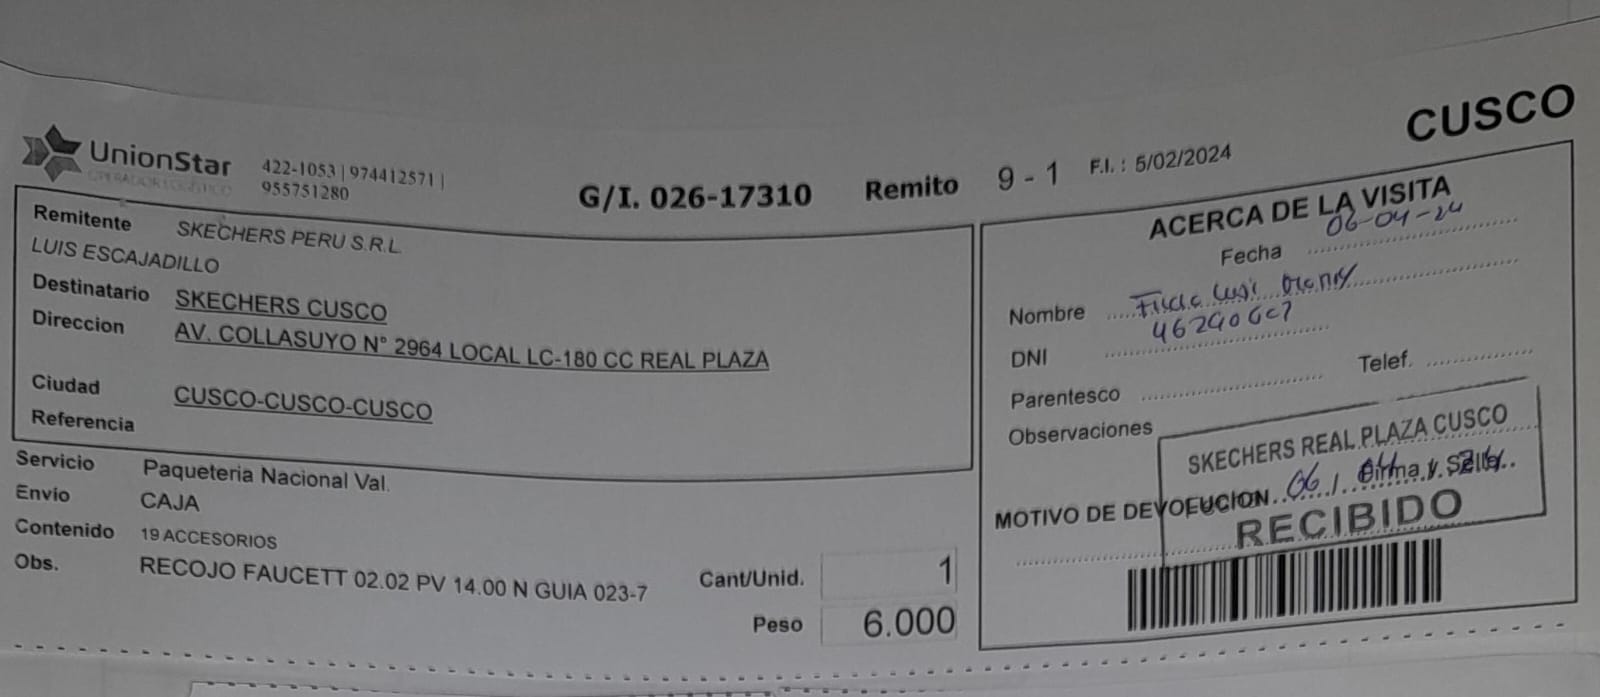 CUSCO
UnionStar
OPERADOR LOGÍSTICO
422-1053 | 974412571 |
955751280
G/I. 026-17310
Remito 9 - 1 F.I. : 5/02/2024
Remitente SKECHERS PERU S.R.L.
LUIS ESCAJADILLO
Destinatario SKECHERS CUSCO
Direccion AV. COLLASUYO N° 2964 LOCAL LC-180 CC REAL PLAZA
Ciudad CUSCO-CUSCO-CUSCO
Referencia
Servicio Paqueteria Nacional Val.
Envio CAJA
Contenido 19 ACCESORIOS
Obs. RECOJO FAUCETT 02.02 PV 14.00 N GUIA 023-7
Cant/Unid. 1
Peso 6.000
ACERCA DE LA VISITA
Fecha 06-04-24
Nombre
DNI
Parentesco Telef.
Observaciones
SKECHERS REAL PLAZA CUSCO
Firma y Sello
MOTIVO DE DEVOLUCION 06
RECIBIDO